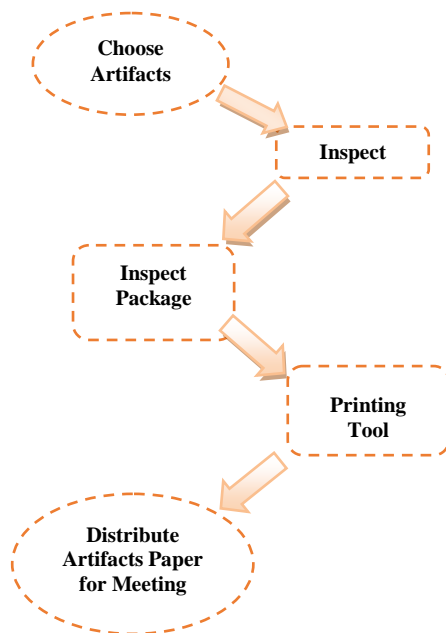 Choose
Artifacts
Inspect
Inspect
Package
Printing
Tool
Distribute
Artifacts Paper
for Meeting